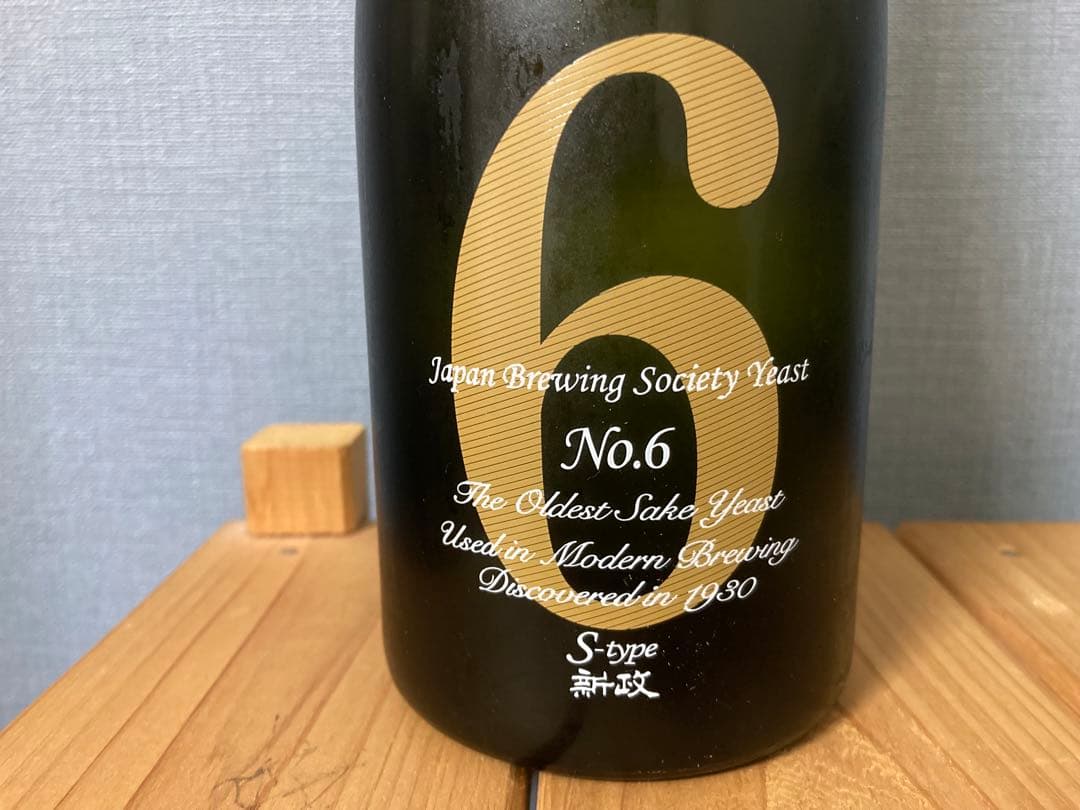 6
Japan Brewing Society Yeast
No.6
The Oldest Sake Yeast
Used in Modern Brewing
Discovered in 1930
S-type
新政